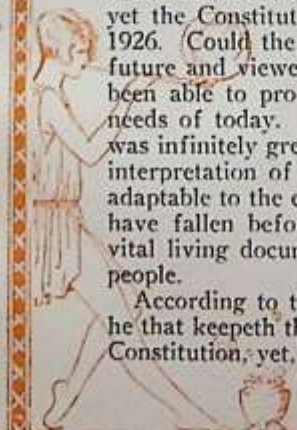 yet the Constitut
1926. Could the
future and viewe
been able to pro
needs of today.
was infinitely gre
interpretation of
adaptable to the c
have fallen befo
vital living docu
people.
According to t
he that keepeth th
Constitution, yet,